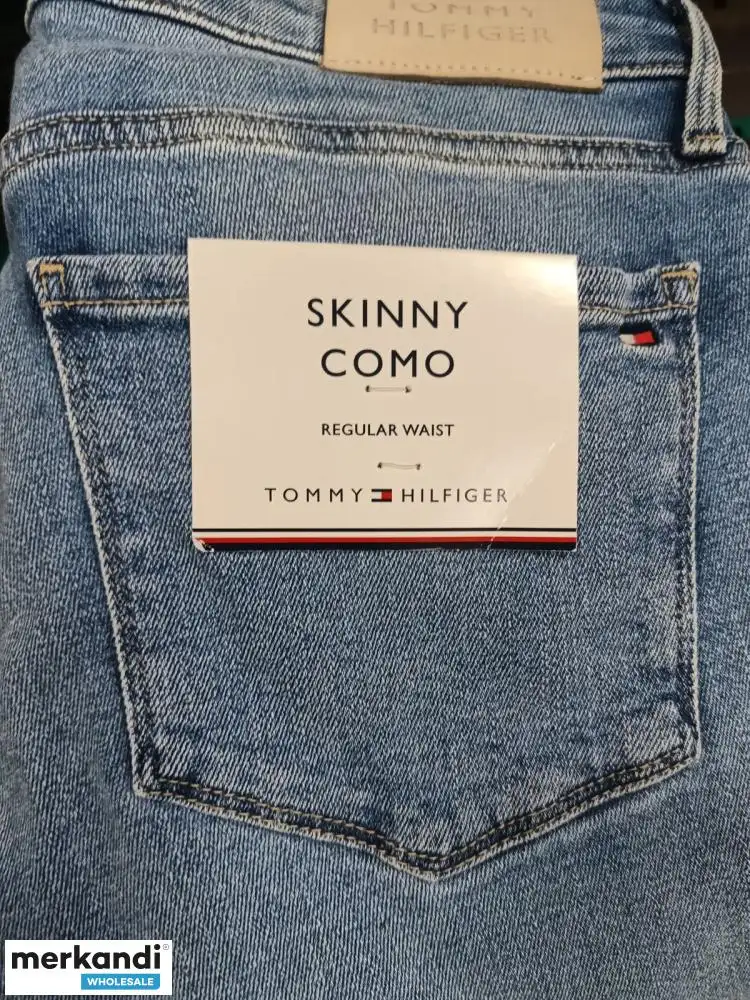 TOMMY
HILFIGER
SKINNY
COMO
REGULAR WAIST
TOMMY HILFIGER
merkandi®
WHOLESALE